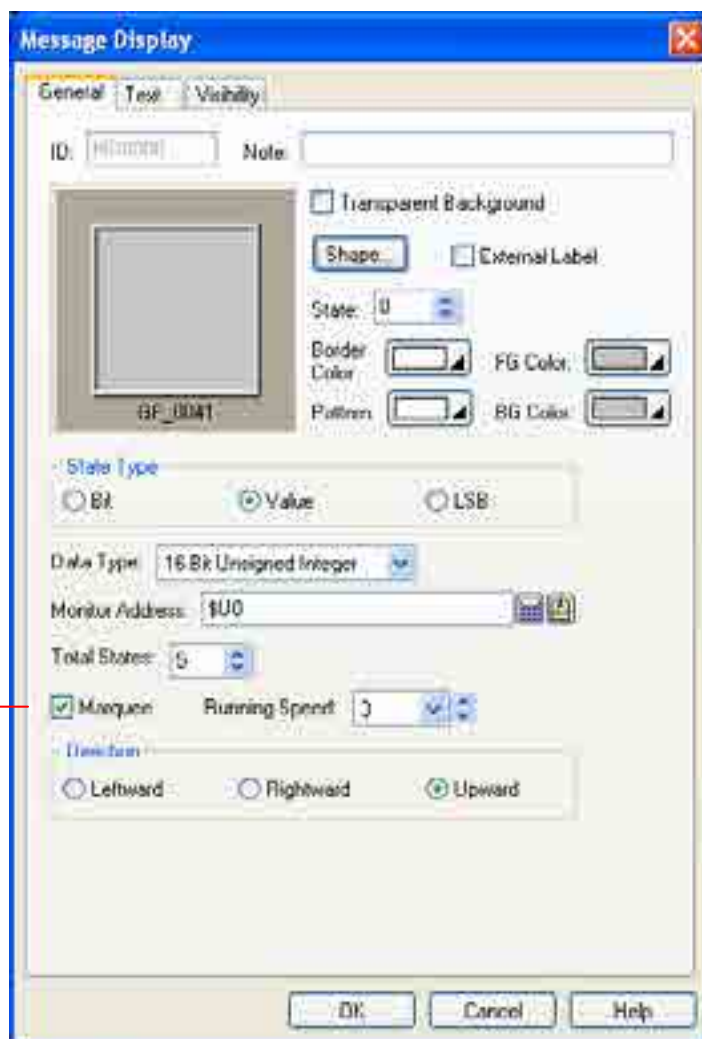 Message Display
General Text Visibility
ID: Note:
Transparent Background
Shape... External Label
State: 0
Border Color FG Color:
Pattern BG Color
GF_0041
State Type
Bit Value LSB
Data Type: 16 Bit Unsigned Integer
Monitor Address: $U0
Total States: 5
Marquee Running Speed: 3
Direction
Leftward Rightward Upward
OK Cancel Help